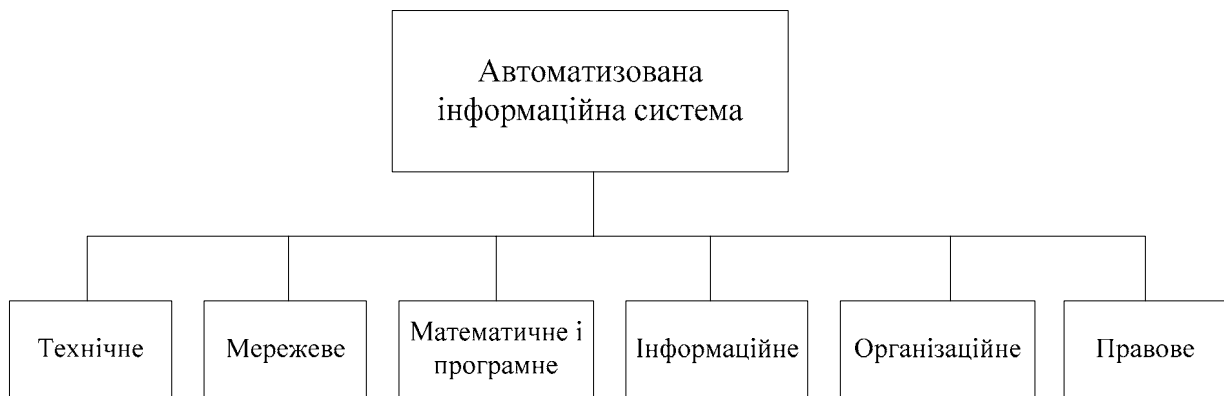 Автоматизована
інформаційна система
Технічне
Мережеве
Математичне і
програмне
Інформаційне
Організаційне
Правове